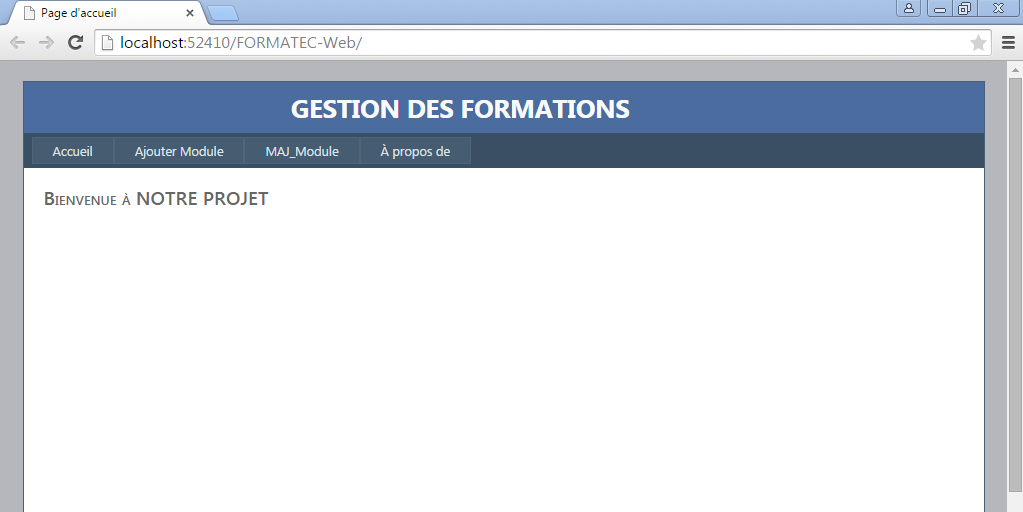 Page d'accueil
localhost:52410/FORMATEC-Web/
GESTION DES FORMATIONS
Accueil Ajouter Module MAJ_Module À propos de
Bienvenue à NOTRE PROJET